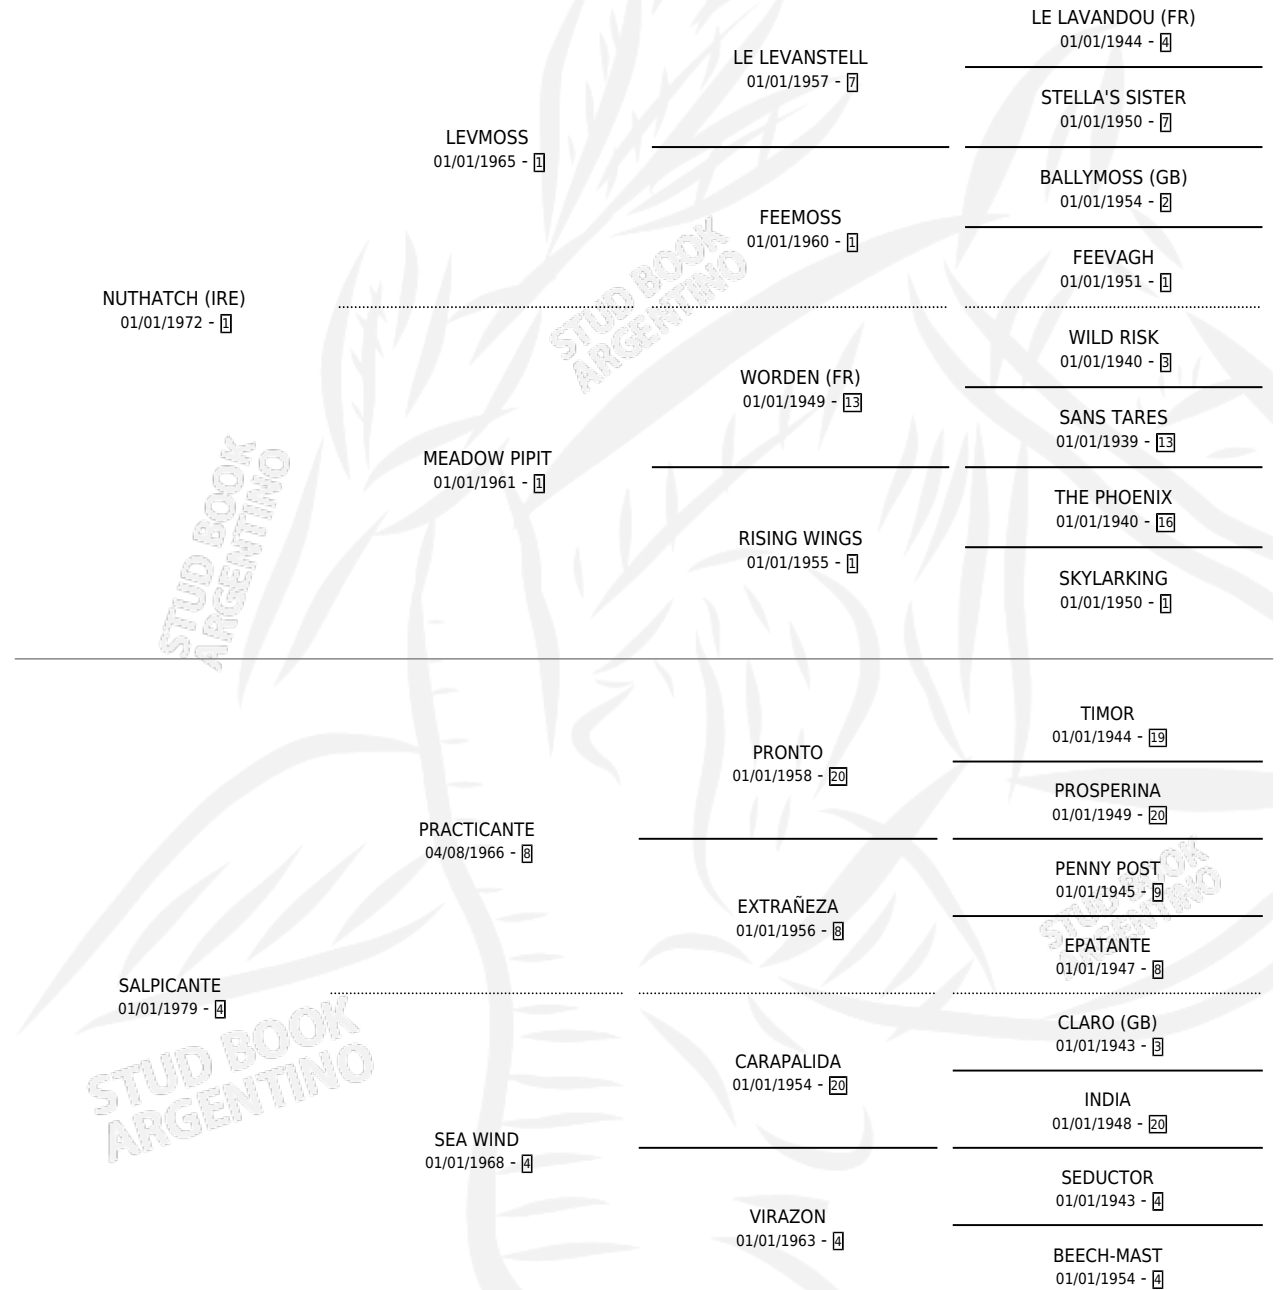 LE LAVANDOU (FR)
01/01/1944 - 4
LE LEVANSTELL
01/01/1957 - 7
STELLA'S SISTER
01/01/1950 - 7
LEVMOSS
01/01/1965 - 1
BALLYMOSS (GB)
01/01/1954 - 2
FEEMOSS
01/01/1960 - 1
FEEVAGH
01/01/1951 - 1
NUTHATCH (IRE)
01/01/1972 - 1
WILD RISK
01/01/1940 - 3
WORDEN (FR)
01/01/1949 - 13
SANS TARES
01/01/1939 - 13
MEADOW PIPIT
01/01/1961 - 1
THE PHOENIX
01/01/1940 - 16
RISING WINGS
01/01/1955 - 1
SKYLARKING
01/01/1950 - 1
TIMOR
01/01/1944 - 19
PRONTO
01/01/1958 - 20
PROSPERINA
01/01/1949 - 20
PRACTICANTE
04/08/1966 - 8
PENNY POST
01/01/1945 - 9
EXTRAÑEZA
01/01/1956 - 8
EPATANTE
01/01/1947 - 8
SALPICANTE
01/01/1979 - 4
CLARO (GB)
01/01/1943 - 3
CARAPALIDA
01/01/1954 - 20
INDIA
01/01/1948 - 20
SEA WIND
01/01/1968 - 4
SEDUCTOR
01/01/1943 - 4
VIRAZON
01/01/1963 - 4
BEECH-MAST
01/01/1954 - 4
STUD BOOK
ARGENTINO
STUD BOOK
ARGENTINO
STUD BOOK
ARGENTINO
STUD BOOK
ARGENTINO